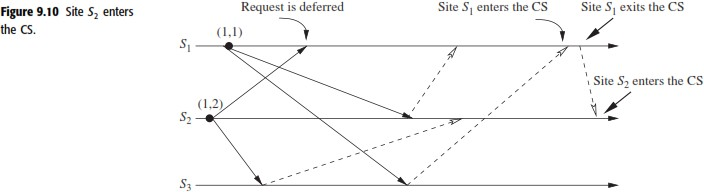 Figure 9.10 Site S₂ enters
the CS.
Request is deferred
Site S₁ enters the CS
Site S₁ exits the CS
(1,1)
S₁
Site S₂ enters the CS
(1,2)
S₂
S₃